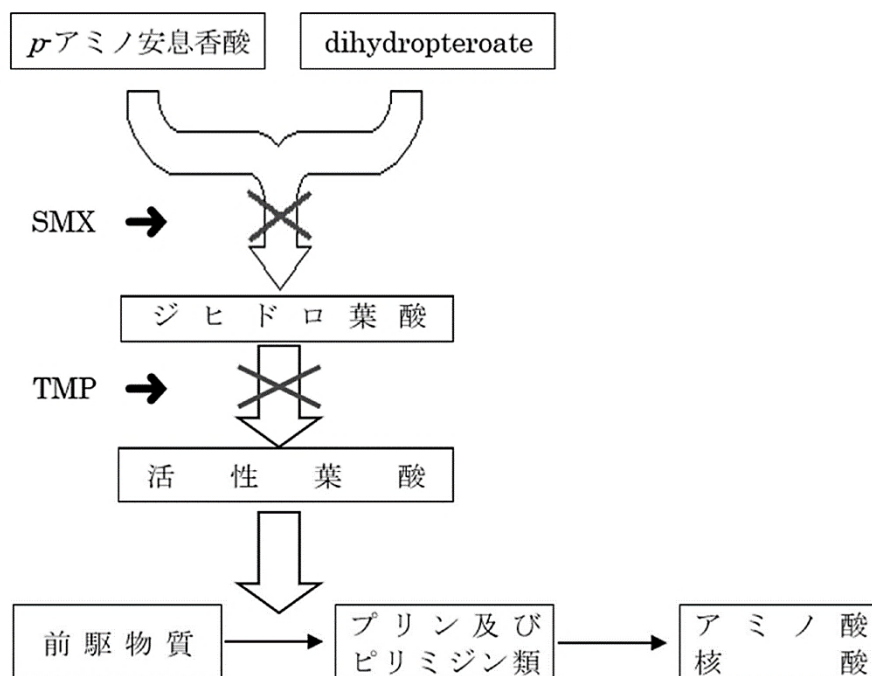 p-アミノ安息香酸
dihydropteroate
SMX
ジヒドロ葉酸
TMP
活性葉酸
前駆物質
プリン及び
ピリミジン類
アミノ酸
核酸